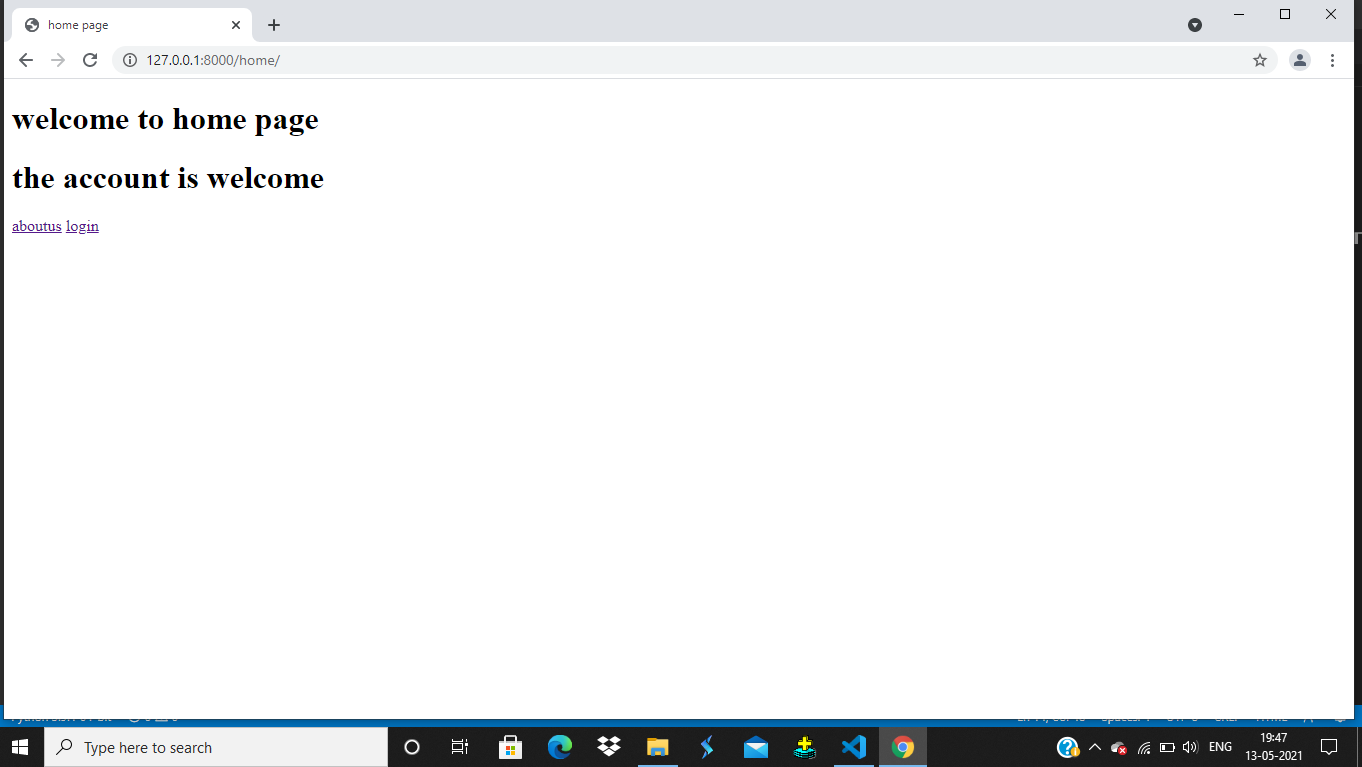 home page
127.0.0.1:8000/home/
welcome to home page
the account is welcome
aboutus login
Type here to search
ENG
19:47
13-05-2021